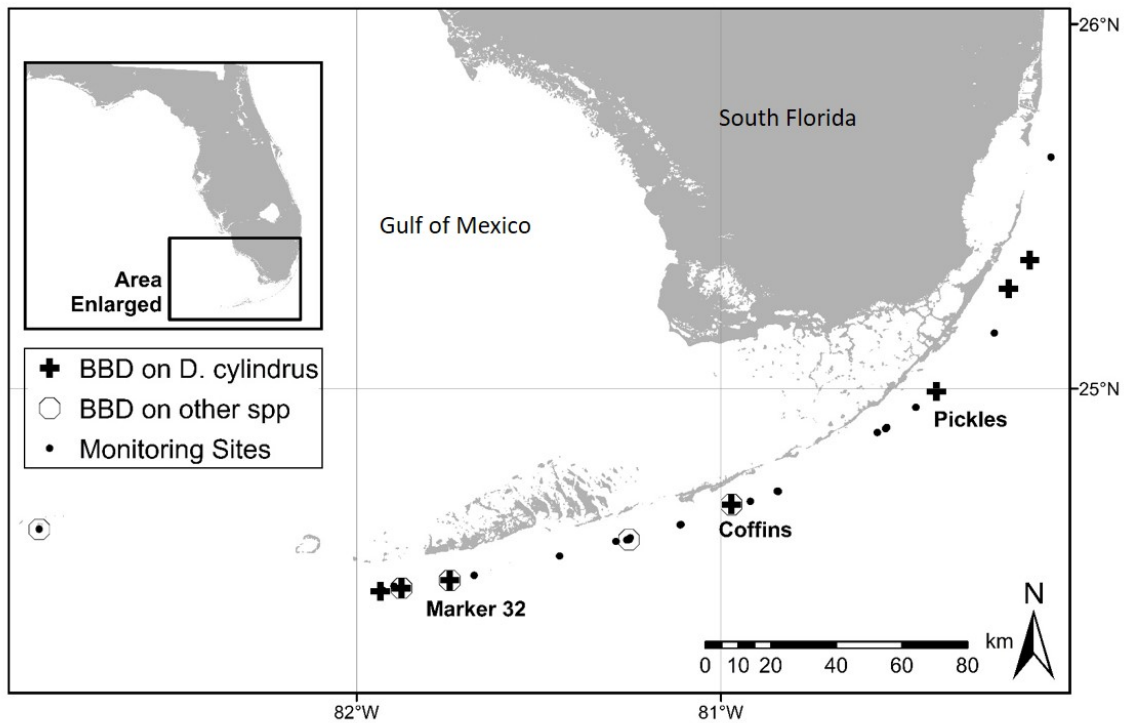 26°N
South Florida
Gulf of Mexico
Area
Enlarged
BBD on D. cylindrus
BBD on other spp
Monitoring Sites
25°N
Pickles
Coffins
Marker 32
N
km
0 10 20 40 60 80
82°W 81°W